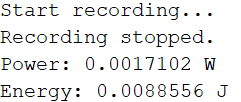 Start recording...
Recording stopped.
Power: 0.0017102 W
Energy: 0.0088556 J